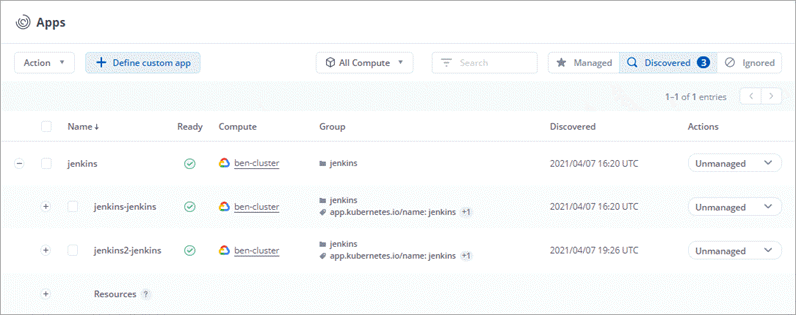 Apps
Action
Define custom app
All Compute
Search
Managed
Discovered 3
Ignored
1–1 of 1 entries
Name Ready Compute Group Discovered Actions
jenkins ben-cluster jenkins 2021/04/07 16:20 UTC Unmanaged
jenkins-jenkins ben-cluster jenkins
app.kubernetes.io/name: jenkins +1 2021/04/07 16:20 UTC Unmanaged
jenkins2-jenkins ben-cluster jenkins
app.kubernetes.io/name: jenkins +1 2021/04/07 19:26 UTC Unmanaged
Resources ?